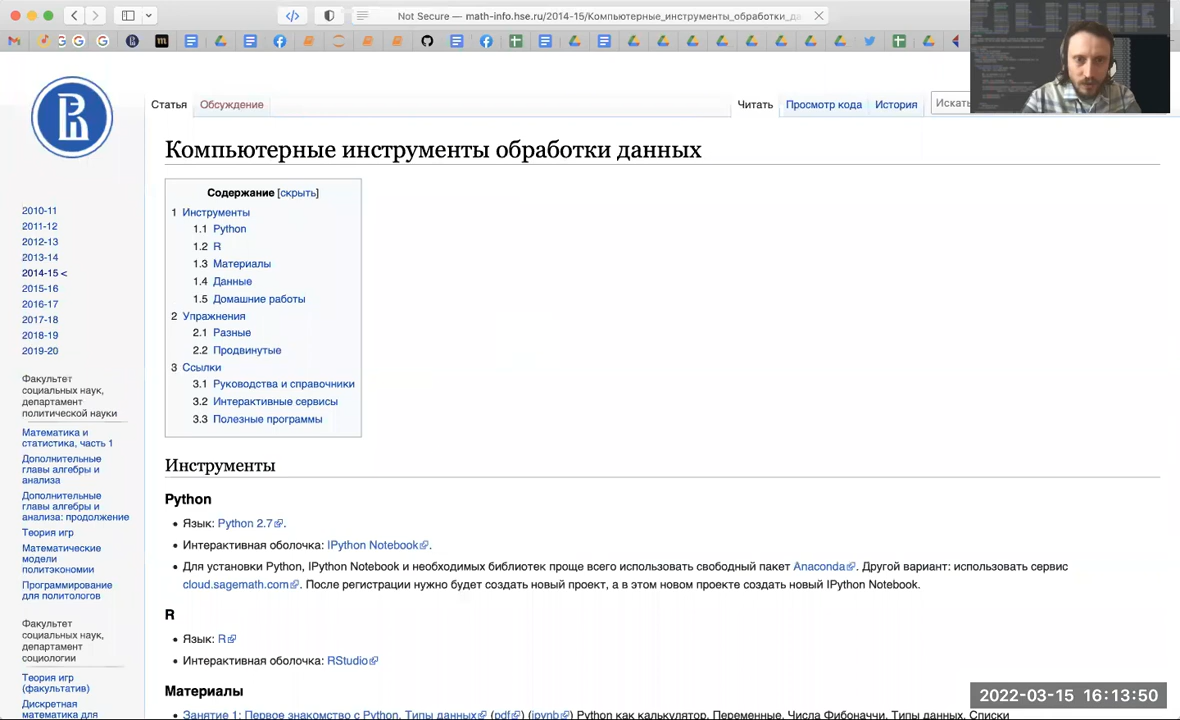 Not Secure — math-info.hse.ru/2014-15/Компьютерные_инструменты_обработки_да
Статья
Обсуждение
Читать
Просмотр кода
История
Искать
Компьютерные инструменты обработки данных
Содержание [скрыть]
1 Инструменты
1.1 Python
1.2 R
1.3 Материалы
1.4 Данные
1.5 Домашние работы
2 Упражнения
2.1 Разные
2.2 Продвинутые
3 Ссылки
3.1 Руководства и справочники
3.2 Интерактивные сервисы
3.3 Полезные программы
2010-11
2011-12
2012-13
2013-14
2014-15 <
2015-16
2016-17
2017-18
2018-19
2019-20
Факультет
социальных наук,
департамент
политической науки
Математика и
статистика, часть 1
Дополнительные
главы алгебры и
анализа
Дополнительные
главы алгебры и
анализа: продолжение
Теория игр
Математические
модели
политэкономии
Программирование
для политологов
Факультет
социальных наук,
департамент
социологии
Теория игр
(факультатив)
Дискретная
математика для
Инструменты
Python
• Язык: Python 2.7.
• Интерактивная оболочка: IPython Notebook.
• Для установки Python, IPython Notebook и необходимых библиотек проще всего использовать свободный пакет Anaconda. Другой вариант: использовать сервис
cloud.sagemath.com. После регистрации нужно будет создать новый проект, а в этом новом проекте создать новый IPython Notebook.
R
• Язык: R
• Интерактивная оболочка: RStudio
Материалы
• Занятие 1: Первое знакомство с Python. Типы данных (pdf) (ipynb) Python как калькулятор. Переменные. Числа Фибоначчи. Типы данных. Списки
2022-03-15 16:13:50